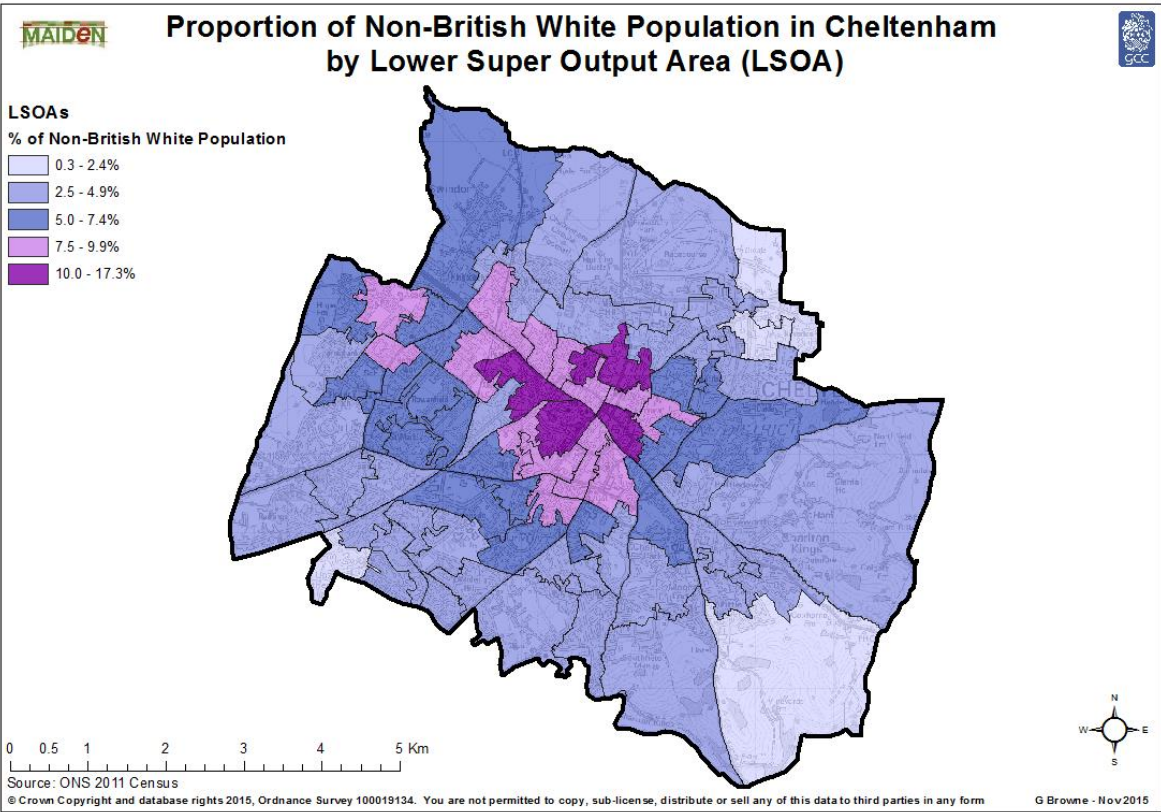 MAIDEN
Proportion of Non-British White Population in Cheltenham
by Lower Super Output Area (LSOA)
gcc
LSOAs
% of Non-British White Population
0.3 - 2.4%
2.5 - 4.9%
5.0 - 7.4%
7.5 - 9.9%
10.0 - 17.3%
0 0.5 1 2 3 4 5 Km
Source: ONS 2011 Census
© Crown Copyright and database rights 2015, Ordnance Survey 100019134. You are not permitted to copy, sub-license, distribute or sell any of this data to third parties in any form
G Browne - Nov 2015
N
W E
S